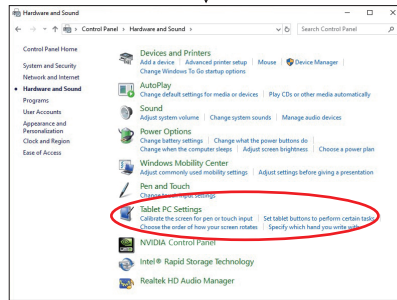 Hardware and Sound
Control Panel › Hardware and Sound ›
Search Control Panel
Control Panel Home
System and Security
Network and Internet
Hardware and Sound
Programs
User Accounts
Appearance and
Personalization
Clock and Region
Ease of Access
Devices and Printers
Add a device Advanced printer setup Mouse Device Manager
Change Windows To Go startup options
AutoPlay
Change default settings for media or devices Play CDs or other media automatically
Sound
Adjust system volume Change system sounds Manage audio devices
Power Options
Change battery settings Change what the power buttons do
Change when the computer sleeps Adjust screen brightness Choose a power plan
Windows Mobility Center
Adjust commonly used mobility settings Adjust settings before giving a presentation
Pen and Touch
Change touch input settings
Tablet PC Settings
Calibrate the screen for pen or touch input Set tablet buttons to perform certain tasks
Choose the order of how your screen rotates Specify which hand you write with
NVIDIA Control Panel
Intel® Rapid Storage Technology
Realtek HD Audio Manager